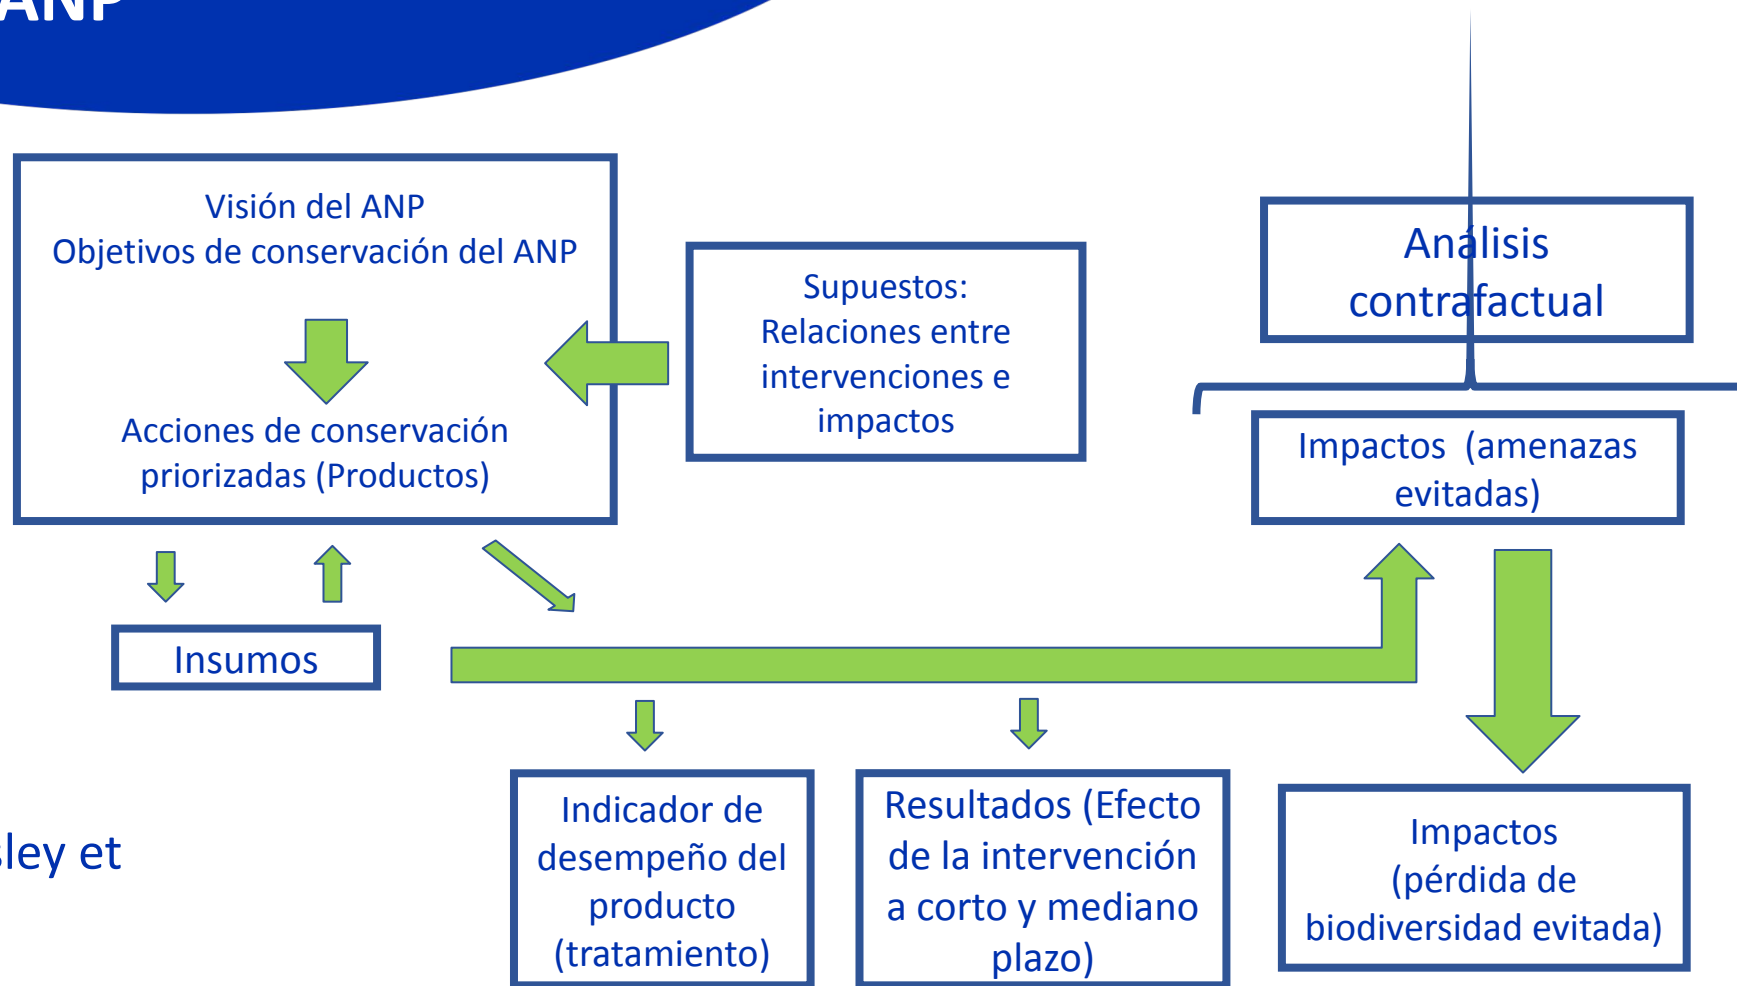 ANP
Visión del ANP
Objetivos de conservación del ANP
Acciones de conservación
priorizadas (Productos)
Supuestos:
Relaciones entre
intervenciones e
impactos
Análisis
contrafactual
Impactos (amenazas
evitadas)
Insumos
Indicador de
desempeño del
producto
(tratamiento)
Resultados (Efecto
de la intervención
a corto y mediano
plazo)
Impactos
(pérdida de
biodiversidad evitada)
sley et